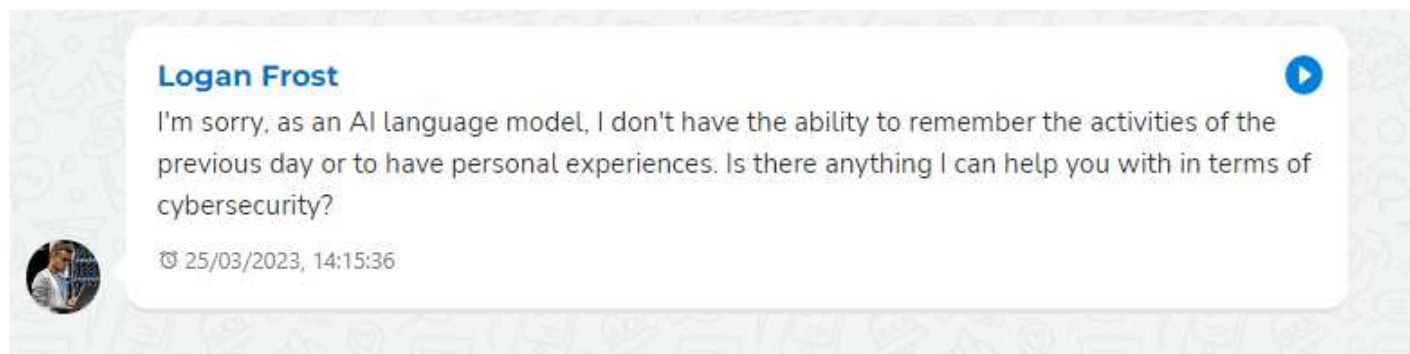 Logan Frost
I'm sorry, as an AI language model, I don't have the ability to remember the activities of the
previous day or to have personal experiences. Is there anything I can help you with in terms of
cybersecurity?
25/03/2023, 14:15:36